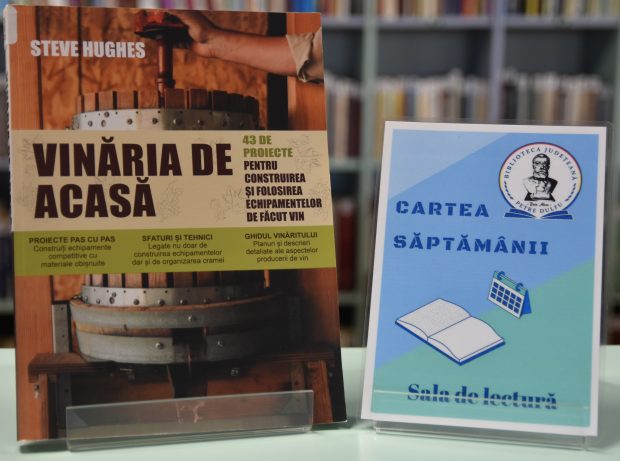 STEVE HUGHES
VINĂRIA DE
ACASĂ
43 DE
PROIECTE
PENTRU
CONSTRUIREA
ȘI FOLOSIREA
ECHIPAMENTELOR
DE FĂCUT VIN
PROIECTE PAS CU PAS
Construiți echipamente
competitive cu
materiale obișnuite
SFATURI ȘI TEHNICI
Legate nu doar de
construirea echipamentelor
dar și de organizarea cramei
GHIDUL VINĂRITULUI
Planuri și descrieri
detaliate ale aspectelor
producerii de vin
BIBLIOTECA JUDEȚEANĂ
PETRE DULFU
Baia Mare
CARTEA
SĂPTĂMÂNII
Sala de lectură